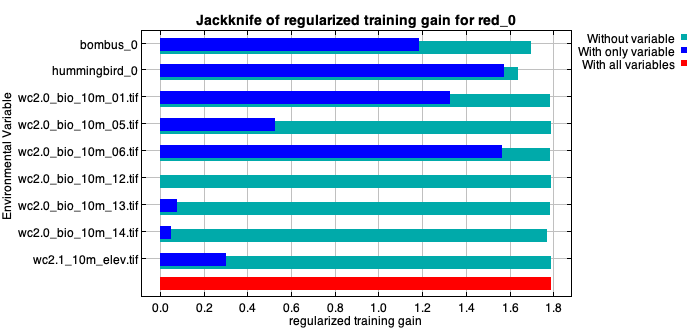 Jackknife of regularized training gain for red_0
Without variable
With only variable
With all variables
Environmental Variable
bombus_0
hummingbird_0
wc2.0_bio_10m_01.tif
wc2.0_bio_10m_05.tif
wc2.0_bio_10m_06.tif
wc2.0_bio_10m_12.tif
wc2.0_bio_10m_13.tif
wc2.0_bio_10m_14.tif
wc2.1_10m_elev.tif
0.0 0.2 0.4 0.6 0.8 1.0 1.2 1.4 1.6 1.8
regularized training gain